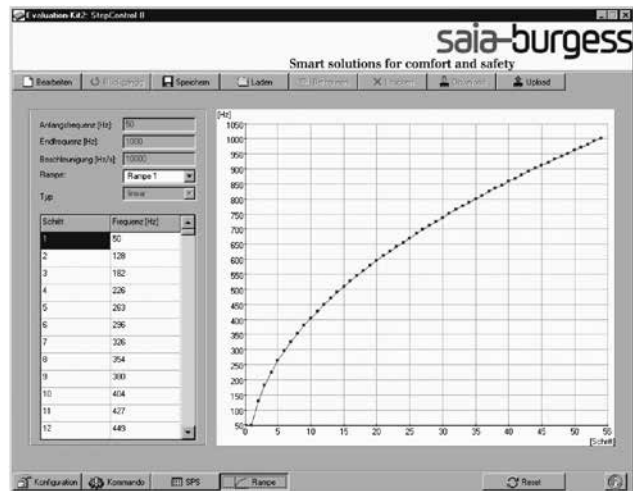 Evaluation-Kit2: StepControl II
saia-burgess
Smart solutions for comfort and safety
Bearbeiten Speichern Laden Upload
Anfangsfrequenz [Hz]: 50
Endfrequenz [Hz]: 1000
Beschleunigung [Hz/s]: 10000
Rampe: Rampe 1
Typ linear
Schritt Frequenz [Hz]
1 50
2 128
3 182
4 226
5 263
6 296
7 326
8 354
9 380
10 404
11 427
12 449
[Hz]
1050
1000
950
900
850
800
750
700
650
600
550
500
450
400
350
300
250
200
150
100
50
0 5 10 15 20 25 30 35 40 45 50 55
[Schritt]
Konfiguration Kommando SPS Rampe Reset